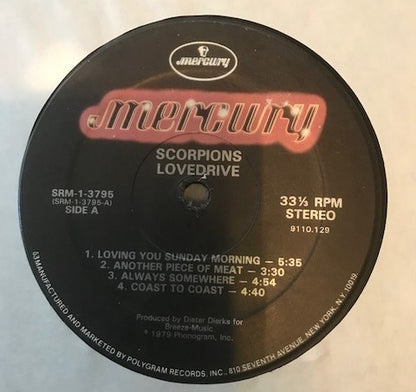 mercury
mercury
SCORPIONS
LOVEDRIVE
SRM-1-3795
(SRM-1-3795-A)
SIDE A
33⅓ RPM
STEREO
9110.129
1. LOVING YOU SUNDAY MORNING – 5:35
2. ANOTHER PIECE OF MEAT – 3:30
3. ALWAYS SOMEWHERE – 4:54
4. COAST TO COAST – 4:40
Produced by Dieter Dierks for
Breeze-Music
℗ 1979 Phonogram, Inc.
MANUFACTURED AND MARKETED BY POLYGRAM RECORDS, INC., 810 SEVENTH AVENUE, NEW YORK, N.Y. 10019.